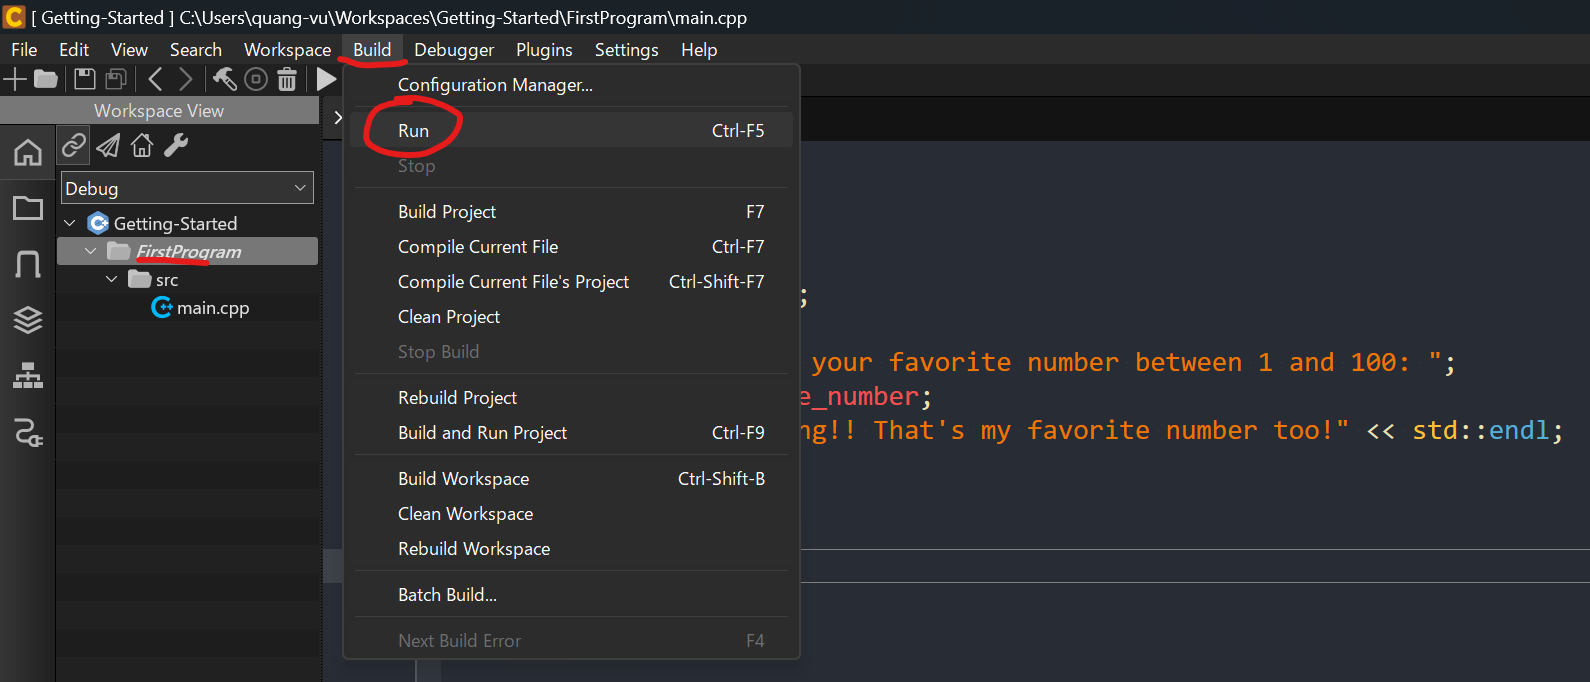 [ Getting-Started ] C:\Users\quang-vu\Workspaces\Getting-Started\FirstProgram\main.cpp
File Edit View Search Workspace Build Debugger Plugins Settings Help
Workspace View
Debug
Getting-Started
FirstProgram
src
main.cpp
Configuration Manager...
Run Ctrl-F5
Stop
Build Project F7
Compile Current File Ctrl-F7
Compile Current File's Project Ctrl-Shift-F7
Clean Project
Stop Build
Rebuild Project
Build and Run Project Ctrl-F9
Build Workspace Ctrl-Shift-B
Clean Workspace
Rebuild Workspace
Batch Build...
Next Build Error F4
;
your favorite number between 1 and 100: ";
e_number;
ng!! That's my favorite number too!" << std::endl;